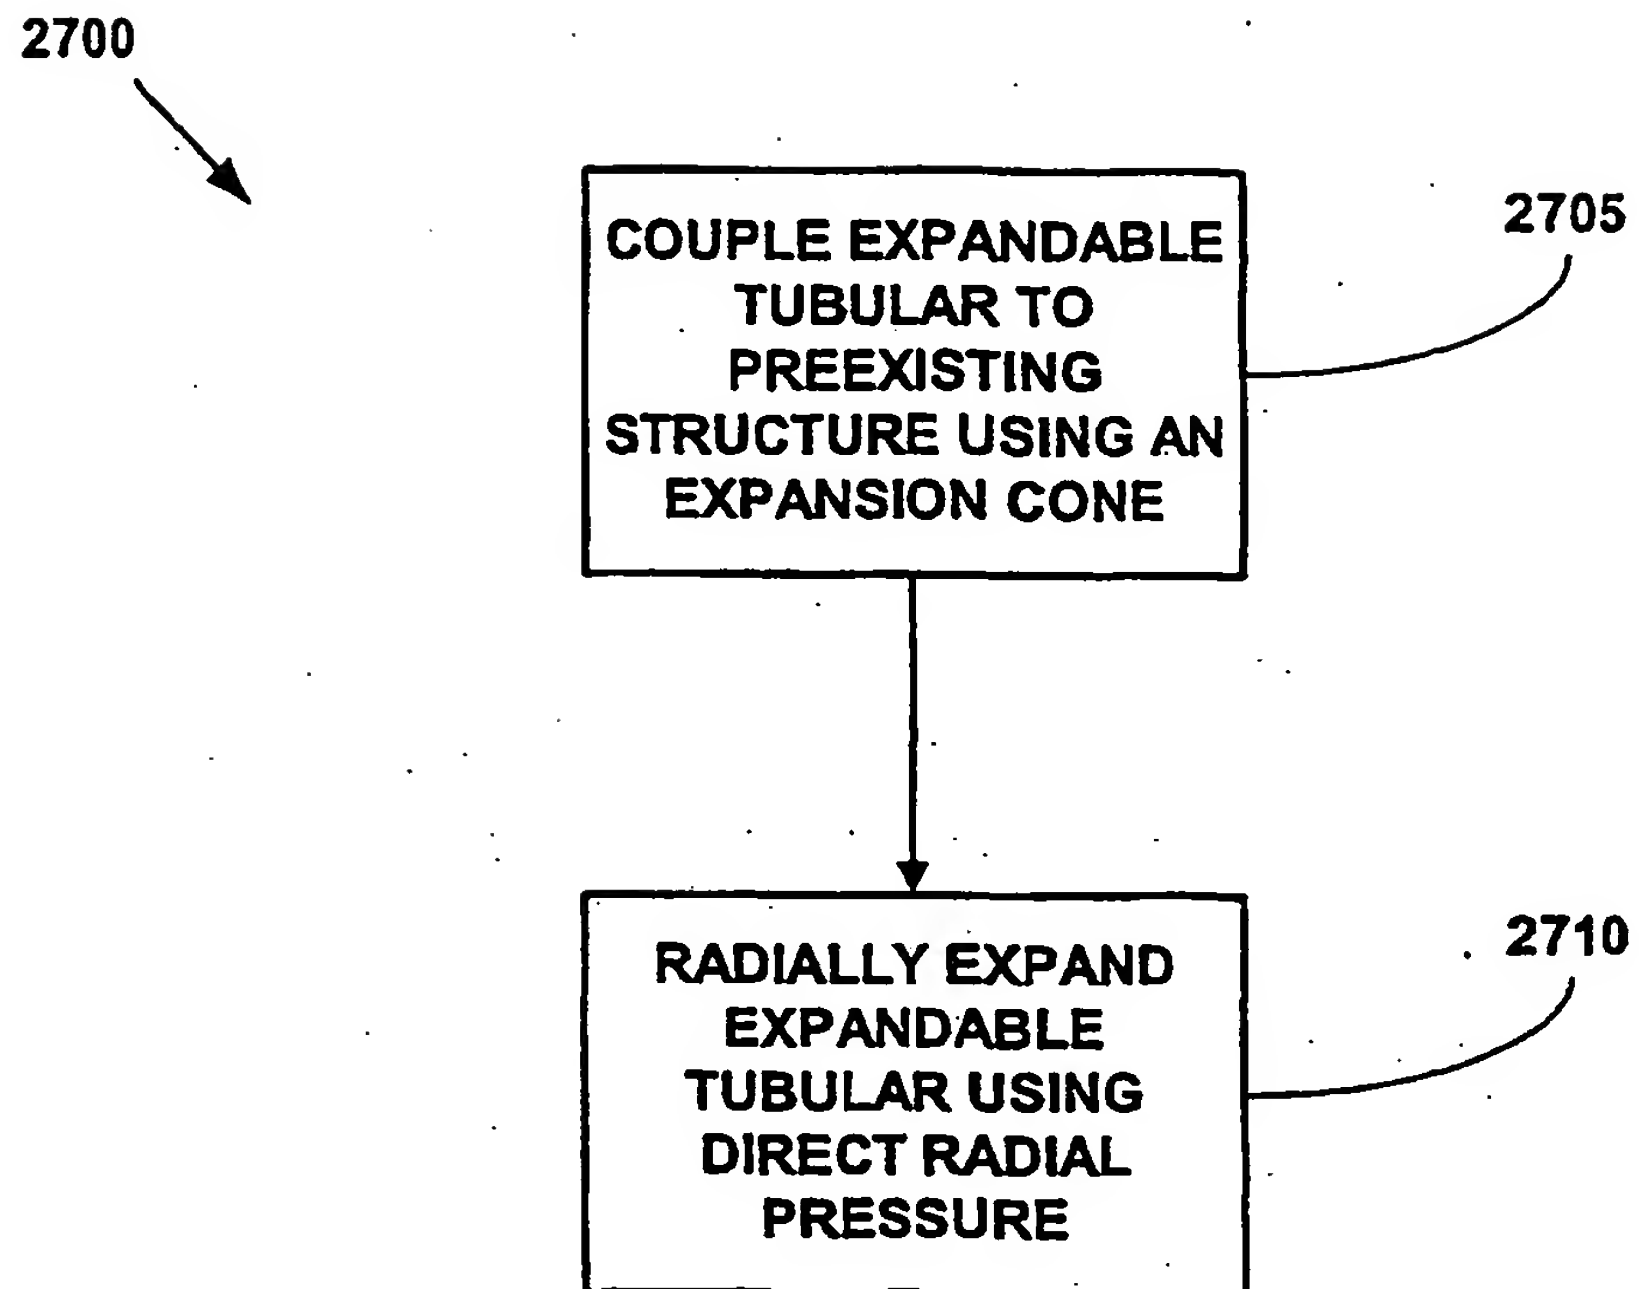 2700
COUPLE EXPANDABLE
TUBULAR TO
PREEXISTING
STRUCTURE USING AN
EXPANSION CONE
2705
RADIALLY EXPAND
EXPANDABLE
TUBULAR USING
DIRECT RADIAL
PRESSURE
2710